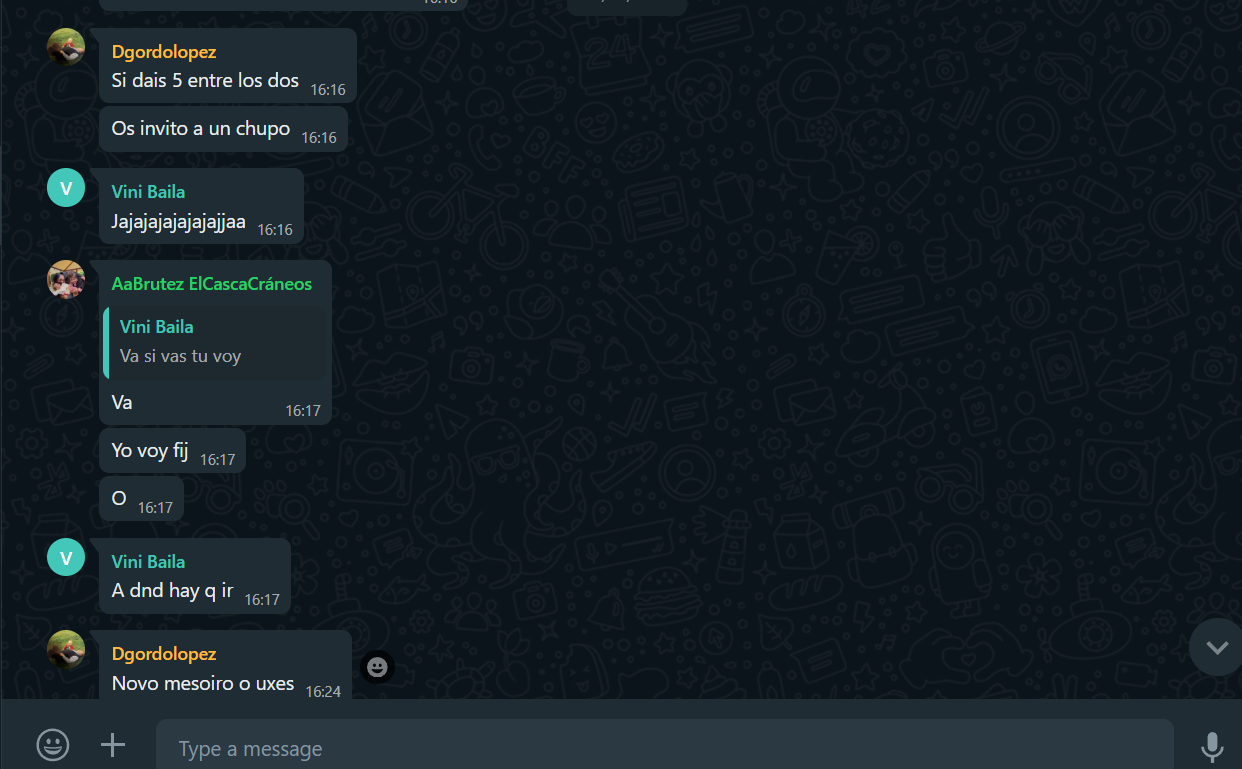 Dgordolopez
Si dais 5 entre los dos 16:16
Os invito a un chupo 16:16
V
Vini Baila
Jajajajajajajajjaa 16:16
AaBrutez ElCascaCráneos
Vini Baila
Va si vas tu voy
Va 16:17
Yo voy fij 16:17
O 16:17
V
Vini Baila
A dnd hay q ir 16:17
Dgordolopez
Novo mesoiro o uxes 16:24
Type a message